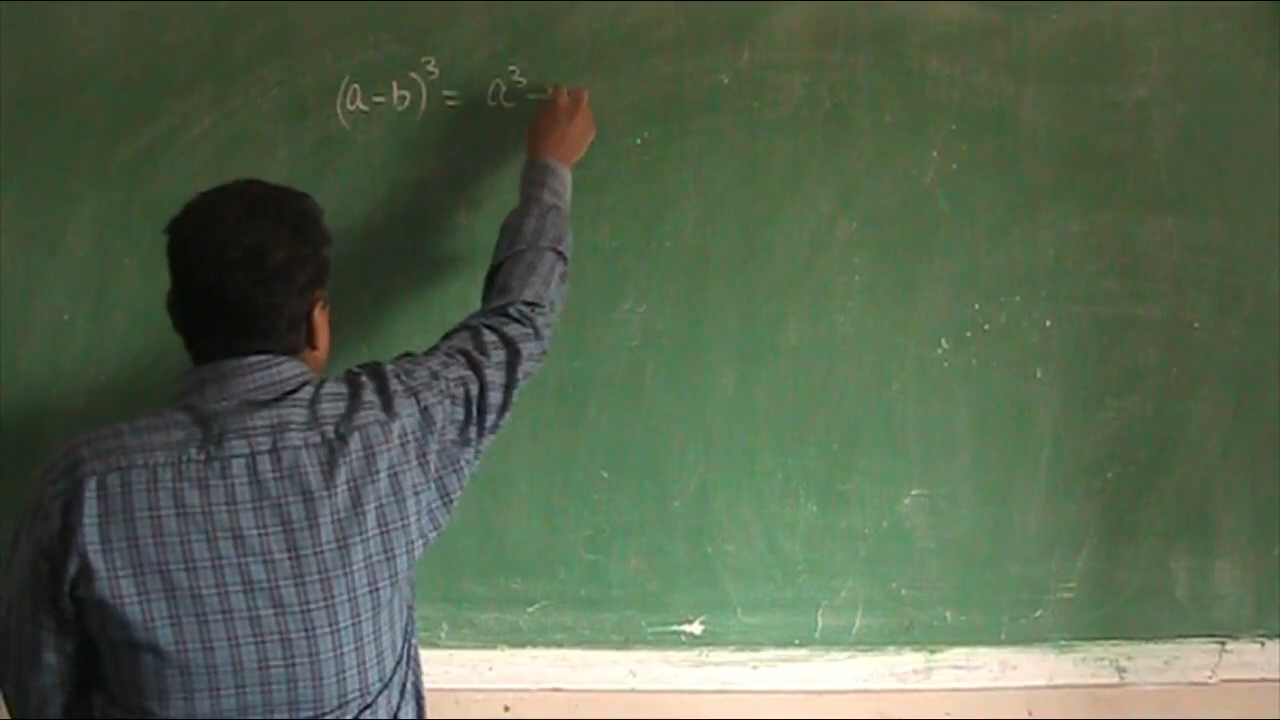 (a-b)³ = a³ -